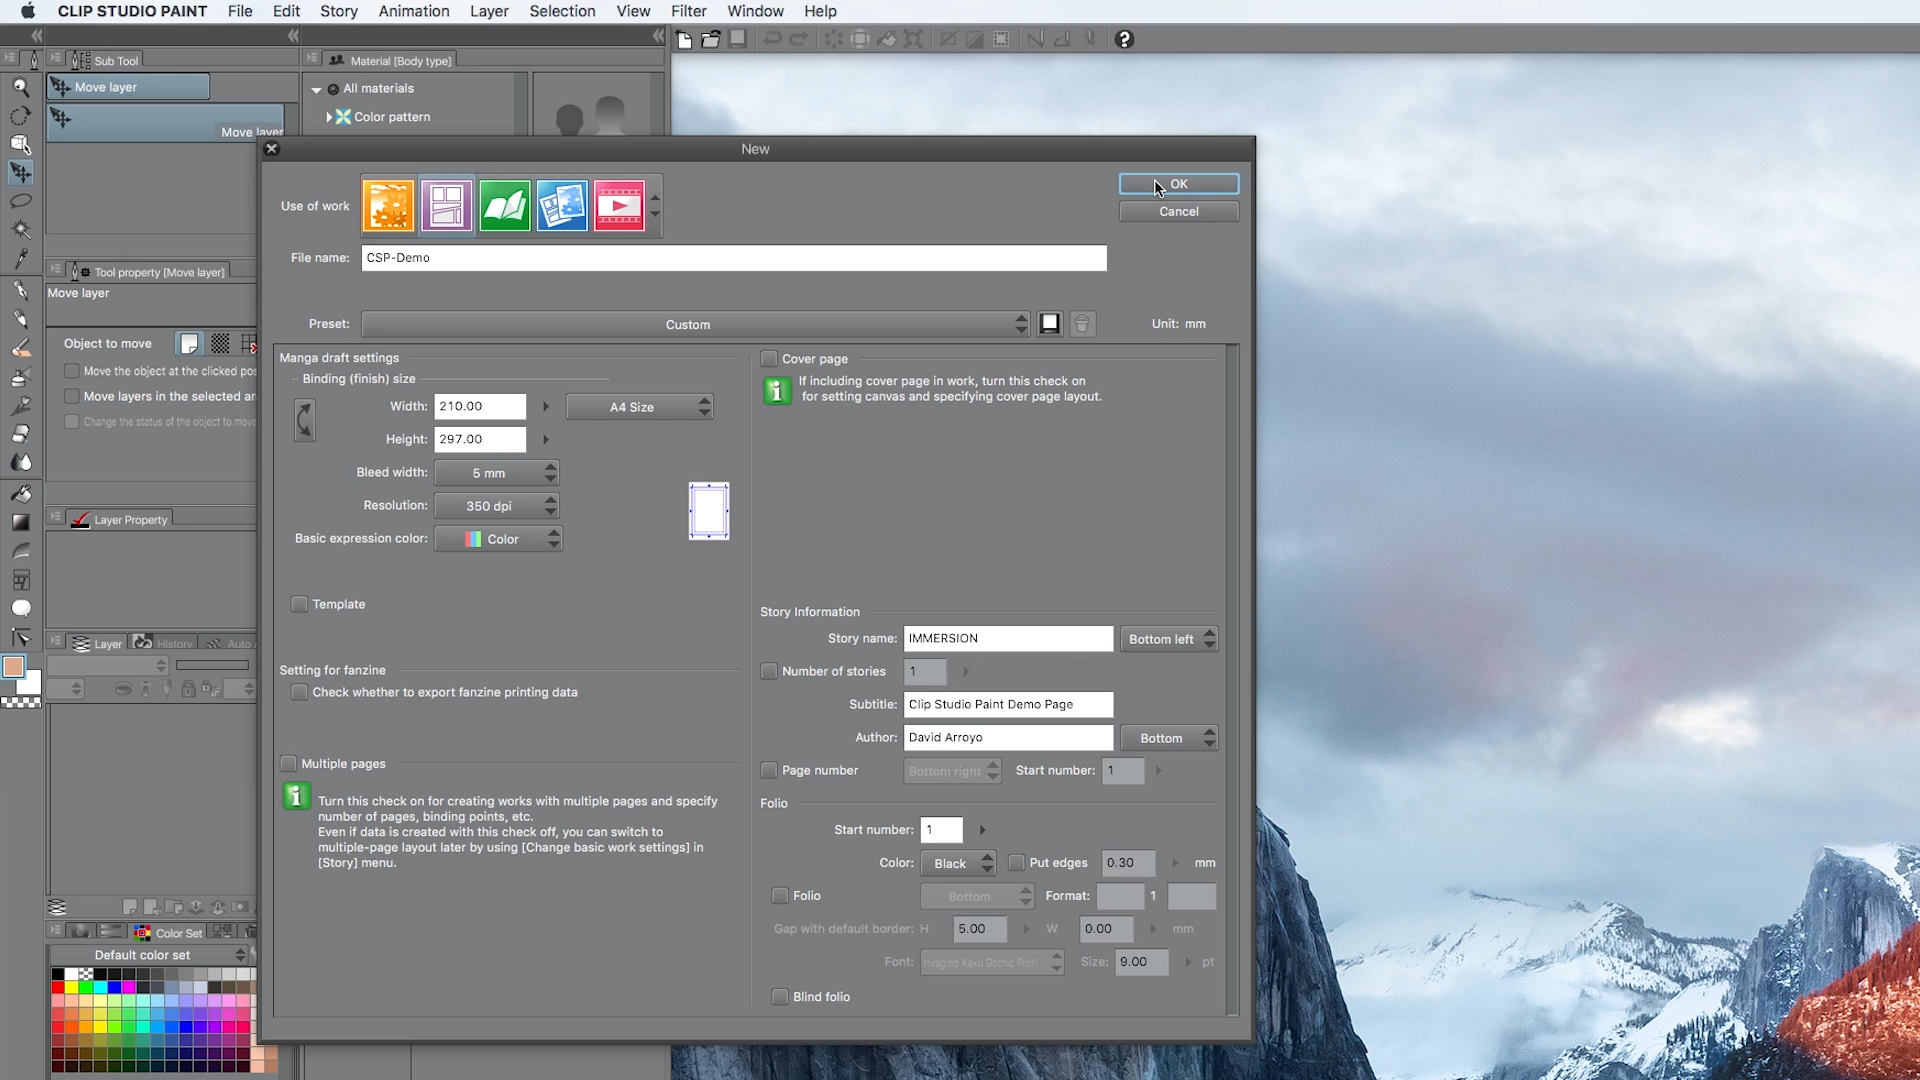 CLIP STUDIO PAINT File Edit Story Animation Layer Selection View Filter Window Help
Sub Tool
Material [Body type]
Move layer
All materials
Color pattern
Move layer
New
Use of work
OK
Cancel
File name: CSP-Demo
Tool property [Move layer]
Move layer
Preset: Custom Unit: mm
Object to move
Move the object at the clicked pos
Move layers in the selected ar
Change the status of the object to move
Manga draft settings
Binding (finish) size
Width: 210.00 A4 Size
Height: 297.00
Bleed width: 5 mm
Resolution: 350 dpi
Basic expression color: Color
Template
Setting for fanzine
Check whether to export fanzine printing data
Multiple pages
Turn this check on for creating works with multiple pages and specify
number of pages, binding points, etc.
Even if data is created with this check off, you can switch to
multiple-page layout later by using [Change basic work settings] in
[Story] menu.
Cover page
If including cover page in work, turn this check on
for setting canvas and specifying cover page layout.
Story Information
Story name: IMMERSION Bottom left
Number of stories 1
Subtitle: Clip Studio Paint Demo Page
Author: David Arroyo Bottom
Page number Bottom right Start number: 1
Folio
Start number: 1
Color: Black Put edges 0.30 mm
Folio Bottom Format: 1
Gap with default border: H 5.00 W 0.00 mm
Font: Hiragino Kaku Gothic ProN Size: 9.00 pt
Blind folio
Layer Property
Layer History Auto
Color Set
Default color set